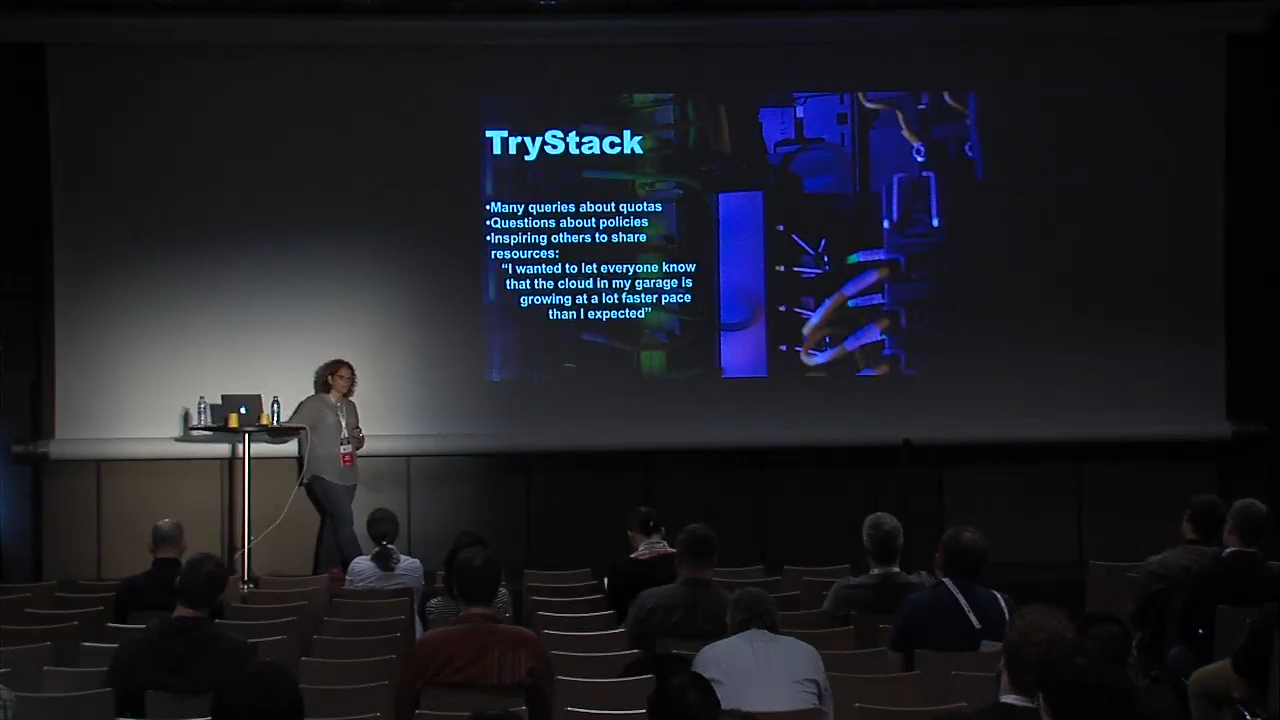 TryStack
•Many queries about quotas
•Questions about policies
•Inspiring others to share
resources:
“I wanted to let everyone know
that the cloud in my garage is
growing at a lot faster pace
than I expected”